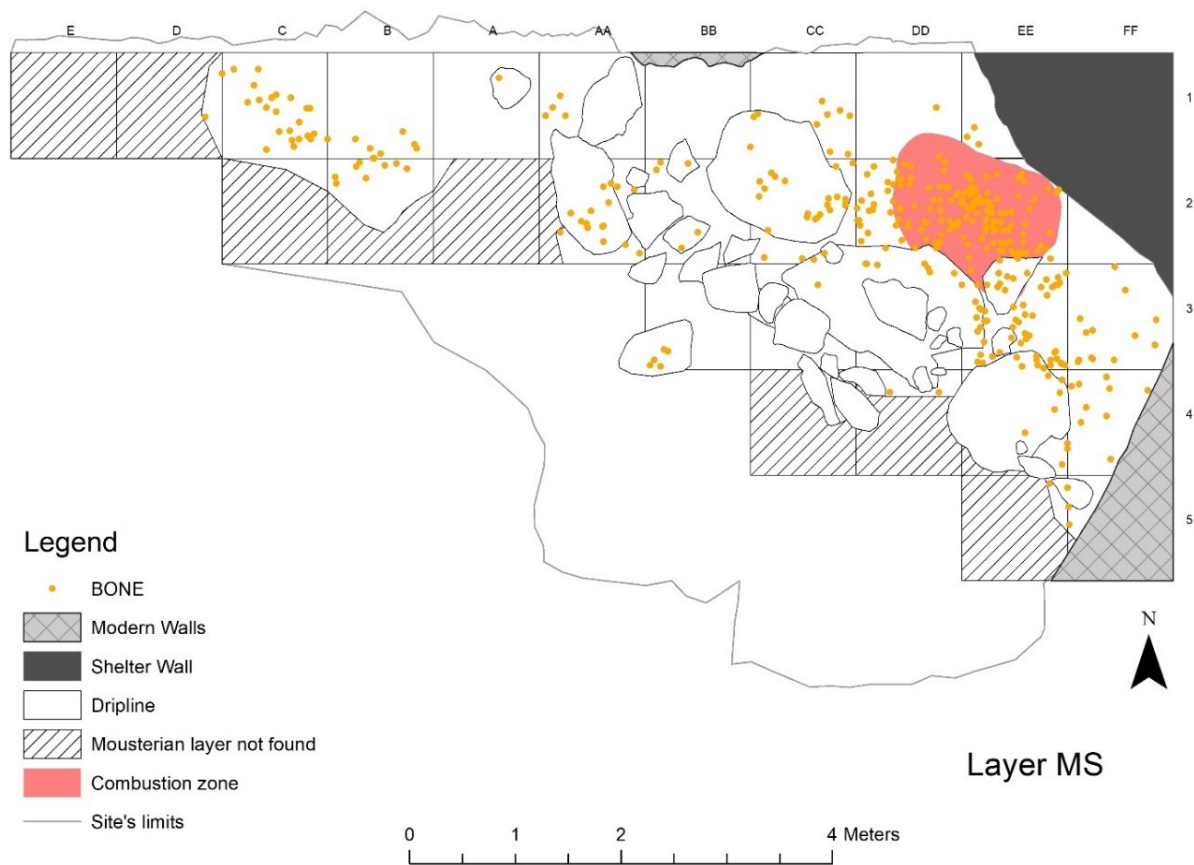 E D C B A AA BB CC DD EE FF
1
2
3
4
5
Legend
BONE
Modern Walls
Shelter Wall
Dripline
Mousterian layer not found
Combustion zone
Site's limits
N
Layer MS
0 1 2 4 Meters